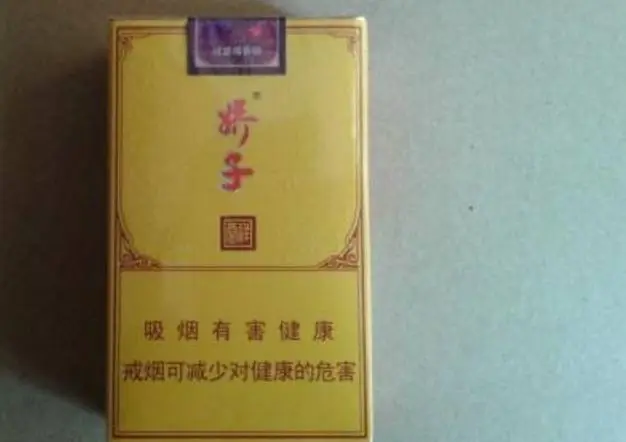 娇子
吸烟有害健康
戒烟可减少对健康的危害